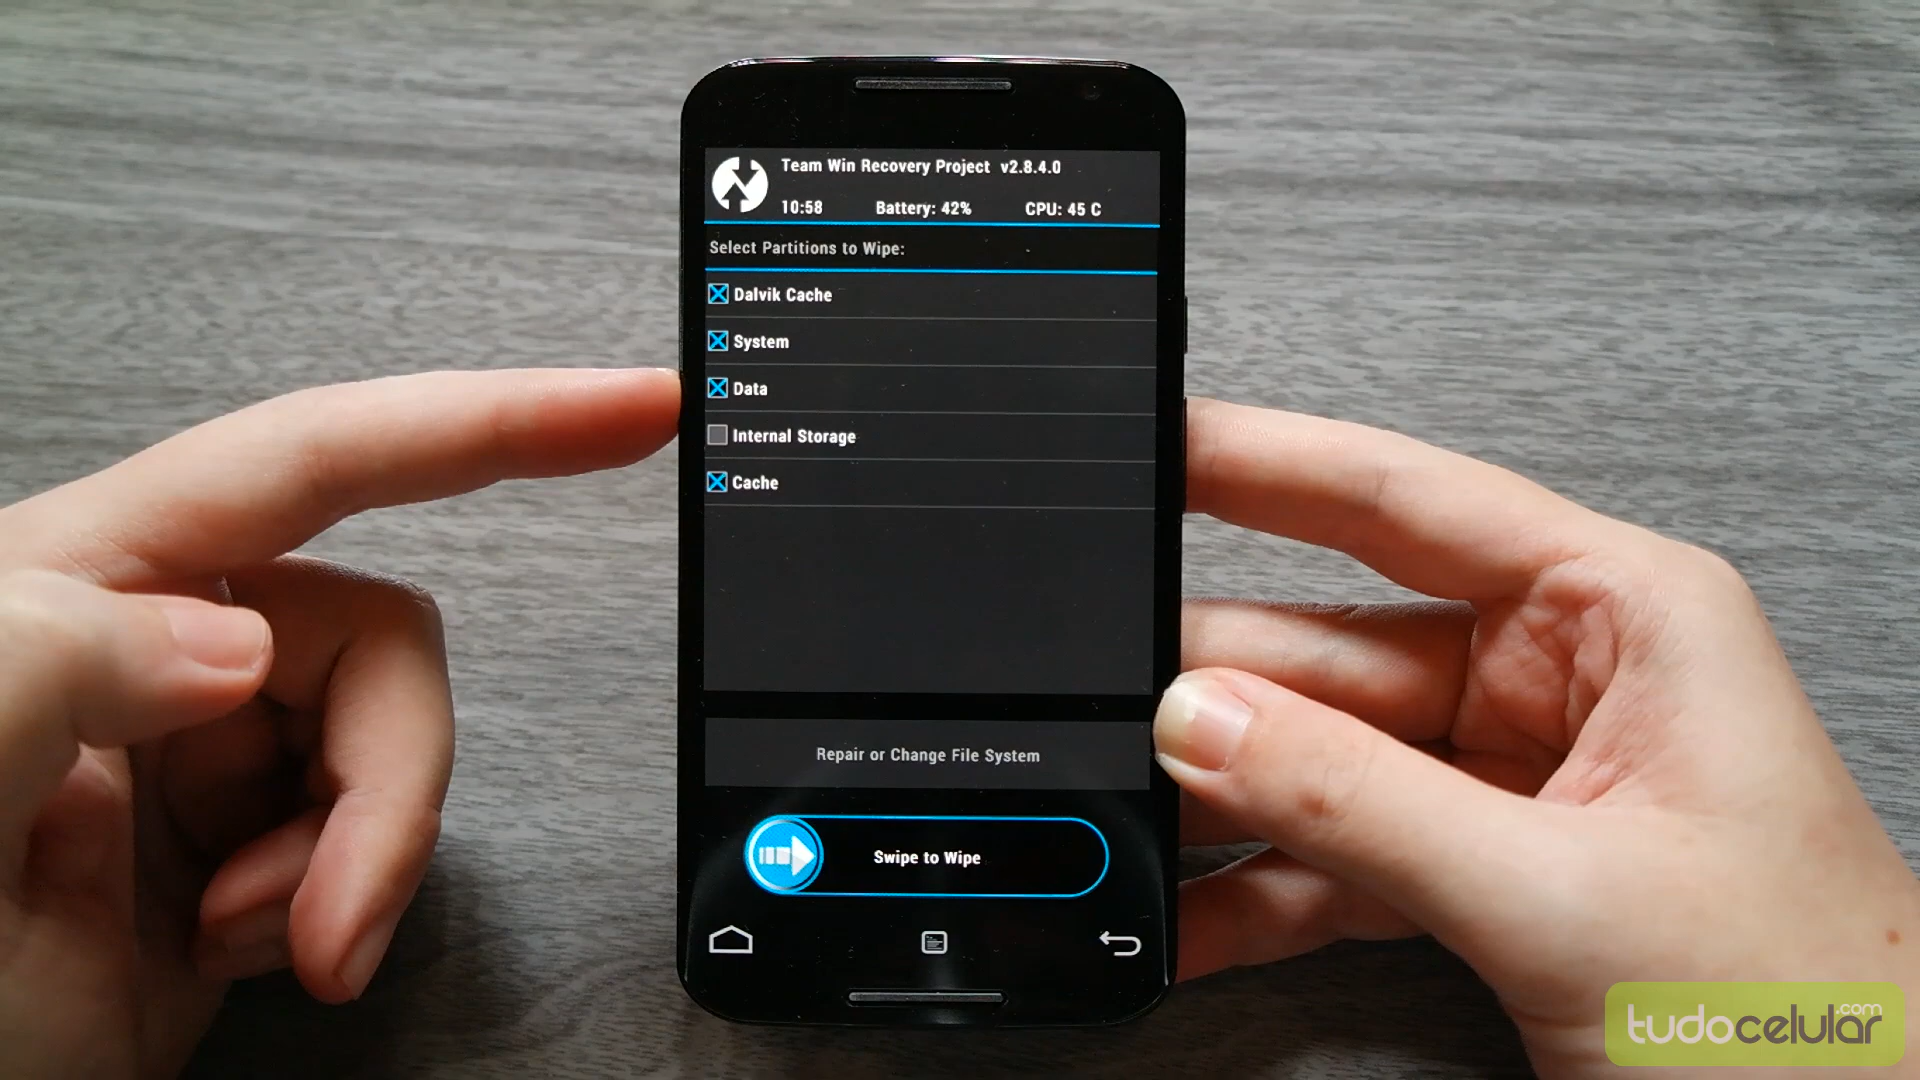 Team Win Recovery Project v2.8.4.0
10:58 Battery: 42% CPU: 45 C
Select Partitions to Wipe:
Dalvik Cache
System
Data
Internal Storage
Cache
Repair or Change File System
Swipe to Wipe
tudocelular.com